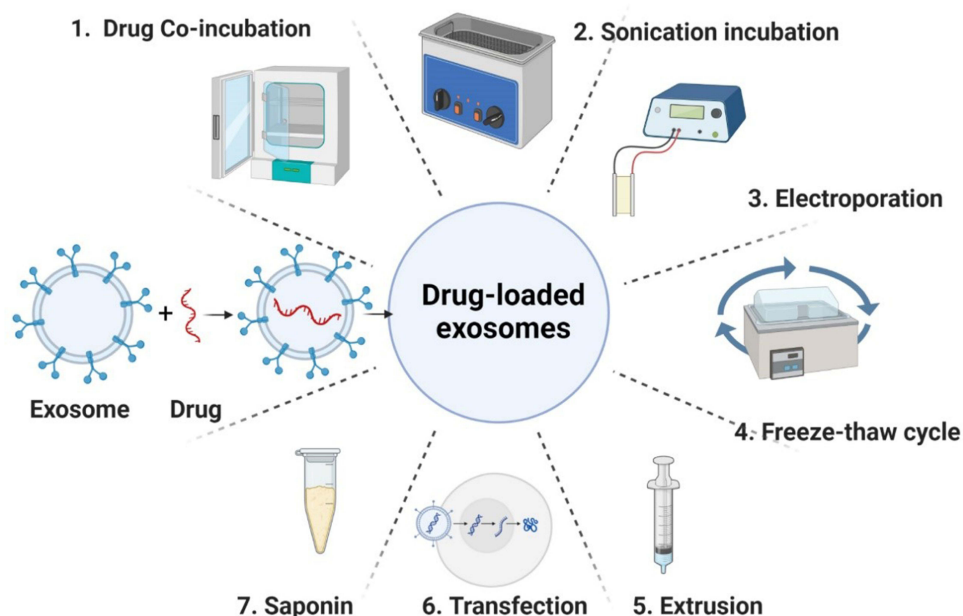 1. Drug Co-incubation
2. Sonication incubation
3. Electroporation
Drug-loaded
exosomes
+
Exosome
Drug
4. Freeze-thaw cycle
7. Saponin
6. Transfection
5. Extrusion